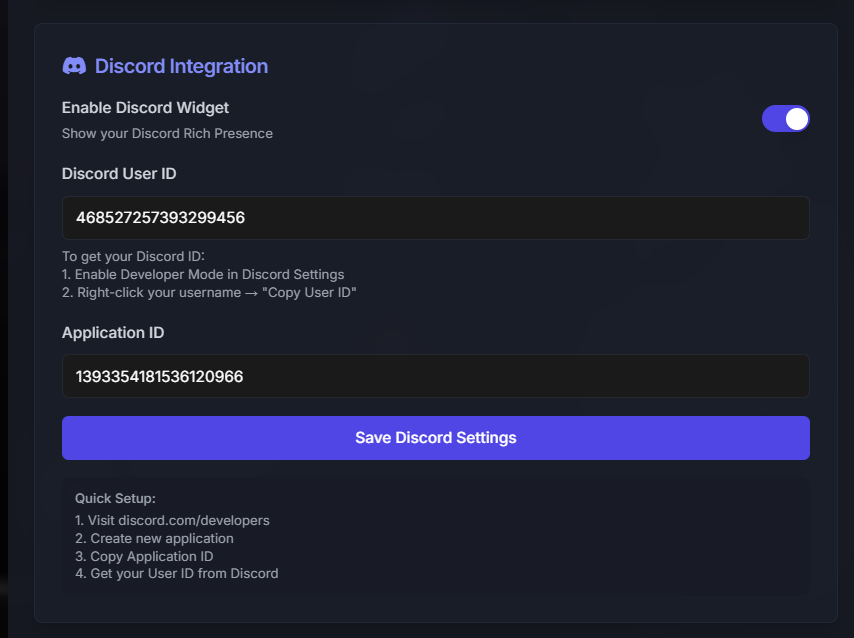 Discord Integration
Enable Discord Widget
Show your Discord Rich Presence
Discord User ID
468527257393299456
To get your Discord ID:
1. Enable Developer Mode in Discord Settings
2. Right-click your username → "Copy User ID"
Application ID
1393354181536120966
Save Discord Settings
Quick Setup:
1. Visit discord.com/developers
2. Create new application
3. Copy Application ID
4. Get your User ID from Discord